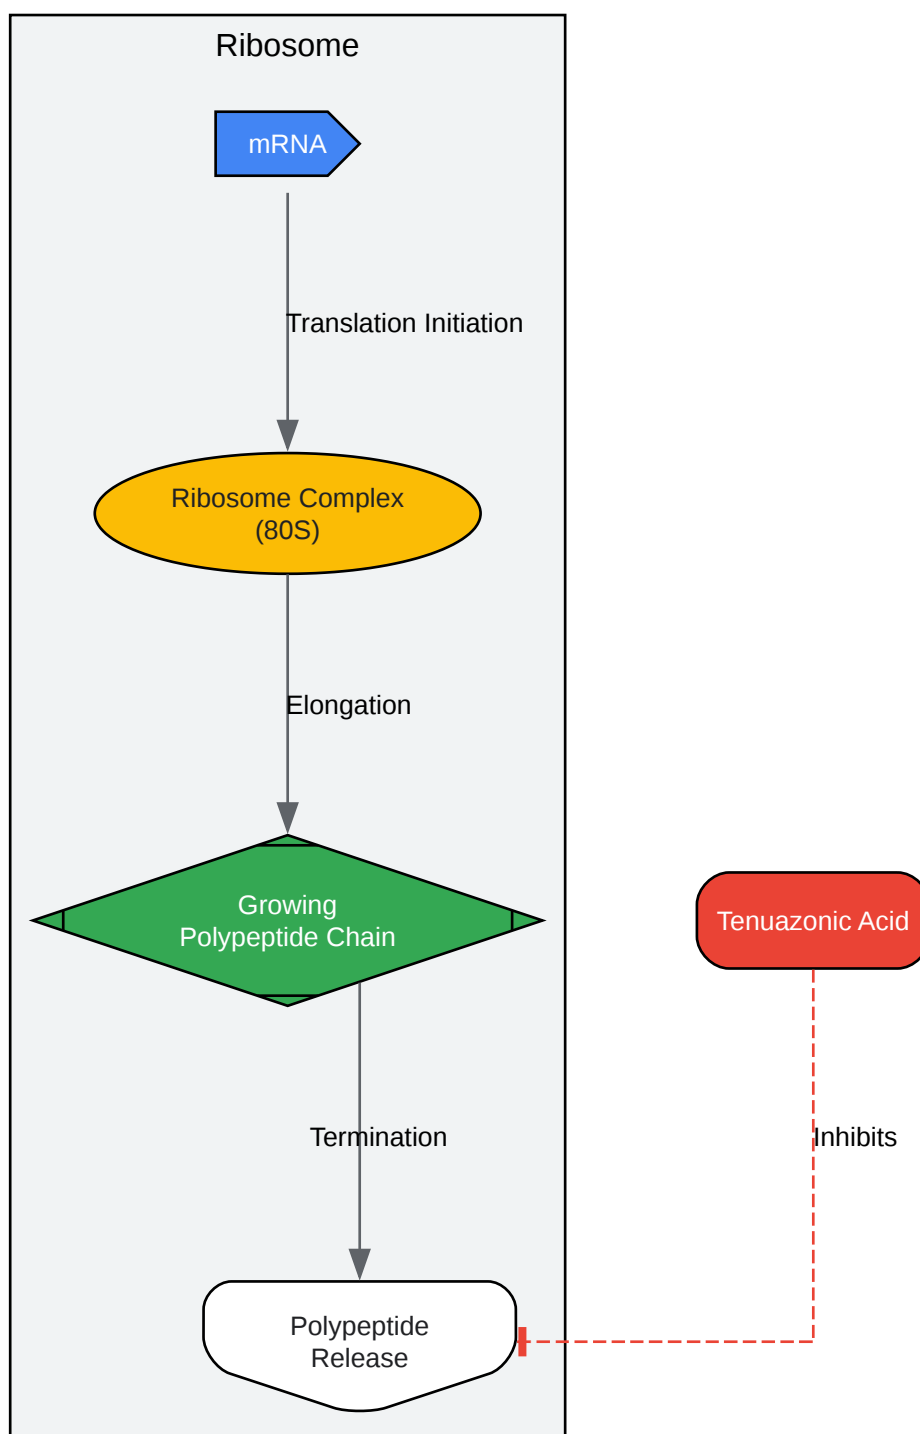 Ribosome
mRNA
Translation Initiation
Ribosome Complex
(80S)
Elongation
Growing
Polypeptide Chain
Tenuazonic Acid
Termination
Inhibits
Polypeptide
Release